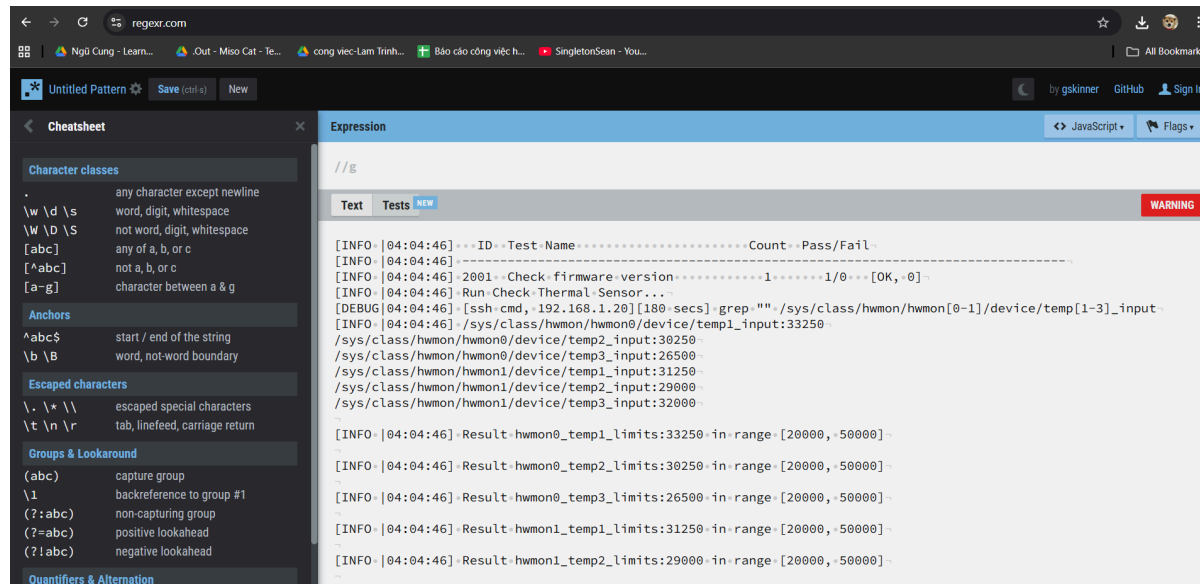 regexr.com
Ngũ Cung - Learn... .Out - Miso Cat - Te... cong viec-Lam Trinh... Báo cáo công việc h... SingletonSean - You... All Bookmark
Untitled Pattern Save (ctrl-s) New by gskinner GitHub Sign In
Cheatsheet
Character classes
. any character except newline
\w \d \s word, digit, whitespace
\W \D \S not word, digit, whitespace
[abc] any of a, b, or c
[^abc] not a, b, or c
[a-g] character between a & g
Anchors
^abc$ start / end of the string
\b \B word, not-word boundary
Escaped characters
\. \* \\ escaped special characters
\t \n \r tab, linefeed, carriage return
Groups & Lookaround
(abc) capture group
\1 backreference to group #1
(?:abc) non-capturing group
(?=abc) positive lookahead
(?!abc) negative lookahead
Quantifiers & Alternation
Expression JavaScript Flags
//g
Text Tests NEW WARNING
[INFO |04:04:46]   ID  Test Name                      Count  Pass/Fail
[INFO |04:04:46] --------------------------------------------------------------------------------
[INFO |04:04:46] 2001  Check firmware version            1       1/0   [OK, 0]
[INFO |04:04:46] Run Check Thermal Sensor...
[DEBUG|04:04:46] [ssh cmd, 192.168.1.20][180 secs] grep "" /sys/class/hwmon/hwmon[0-1]/device/temp[1-3]_input
[INFO |04:04:46] /sys/class/hwmon/hwmon0/device/temp1_input:33250
/sys/class/hwmon/hwmon0/device/temp2_input:30250
/sys/class/hwmon/hwmon0/device/temp3_input:26500
/sys/class/hwmon/hwmon1/device/temp1_input:31250
/sys/class/hwmon/hwmon1/device/temp2_input:29000
/sys/class/hwmon/hwmon1/device/temp3_input:32000
[INFO |04:04:46] Result hwmon0_temp1_limits:33250 in range [20000, 50000]
[INFO |04:04:46] Result hwmon0_temp2_limits:30250 in range [20000, 50000]
[INFO |04:04:46] Result hwmon0_temp3_limits:26500 in range [20000, 50000]
[INFO |04:04:46] Result hwmon1_temp1_limits:31250 in range [20000, 50000]
[INFO |04:04:46] Result hwmon1_temp2_limits:29000 in range [20000, 50000]